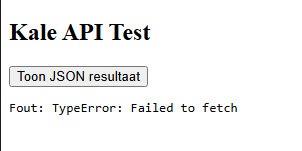 Kale API Test
Toon JSON resultaat
Fout: TypeError: Failed to fetch